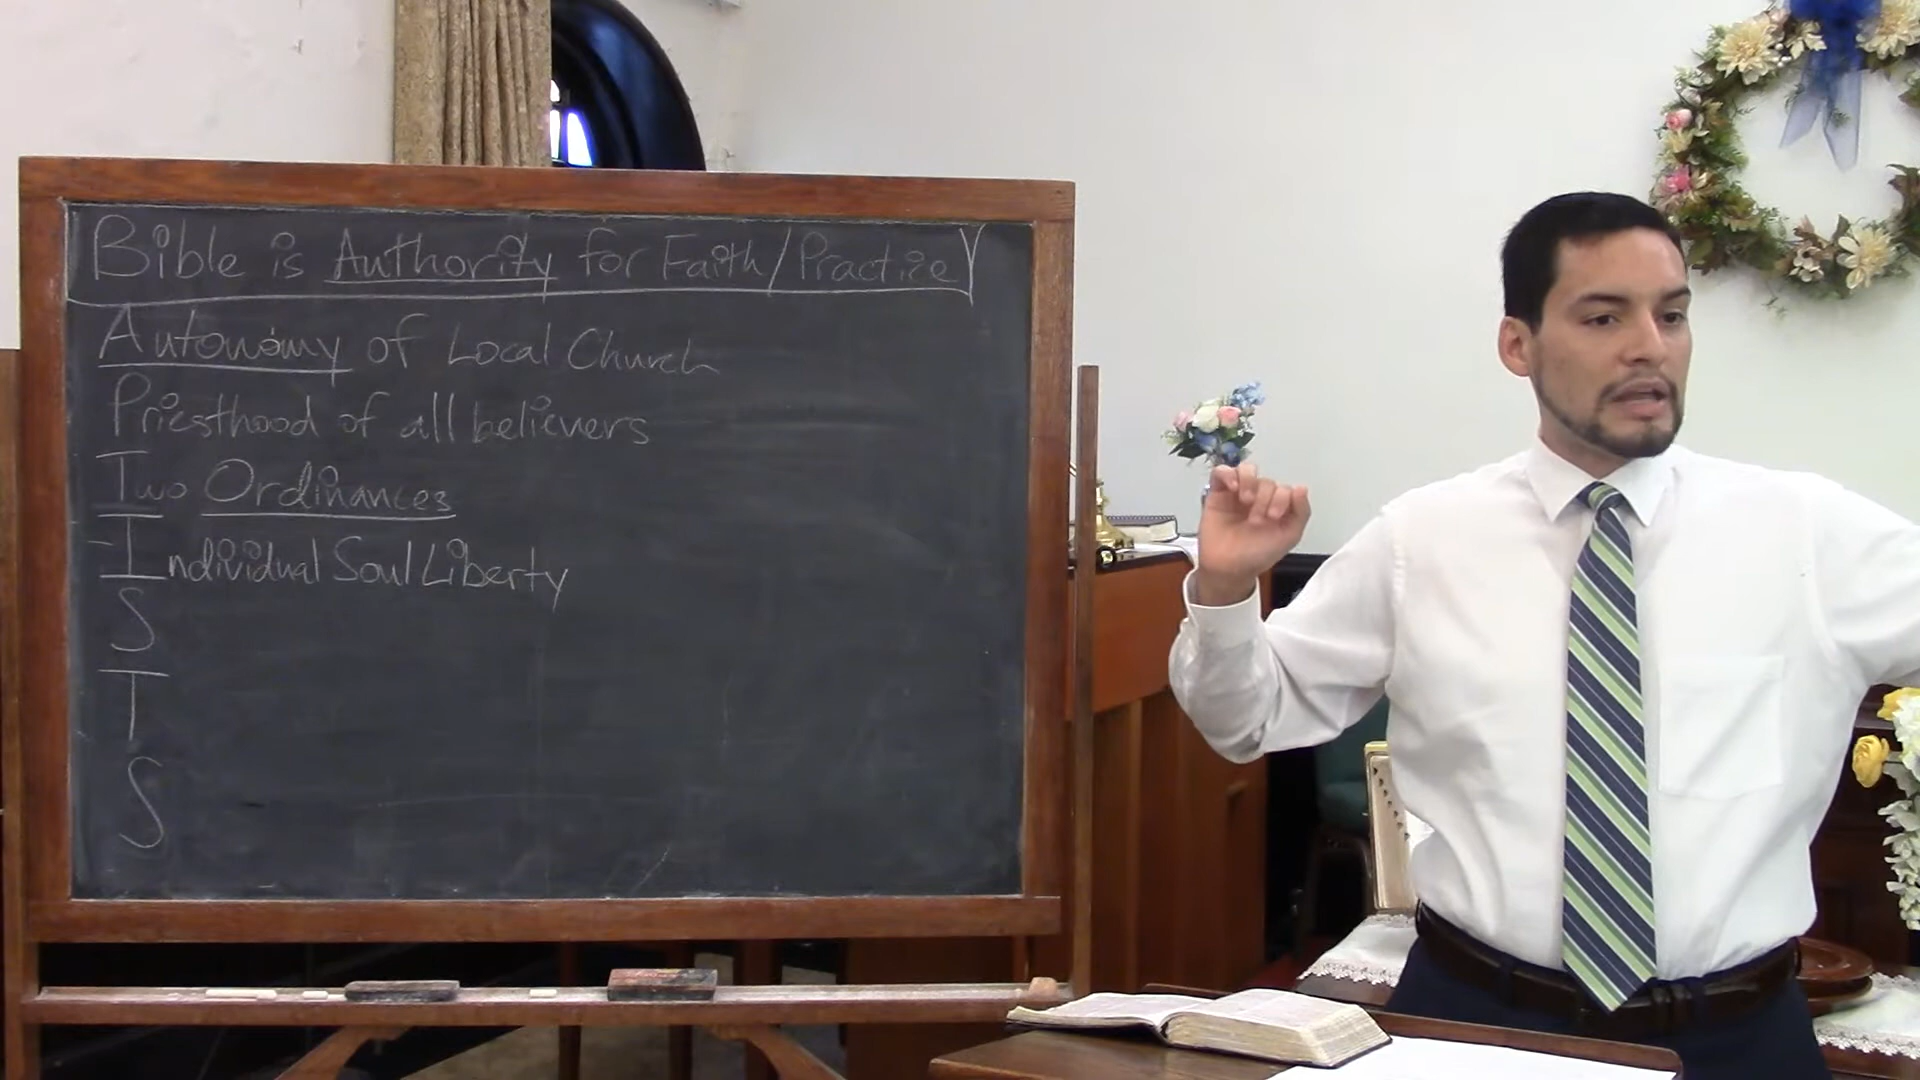 Bible is Authority for Faith/Practice
Autonomy of Local Church
Priesthood of all believers
Two Ordinances
Individual Soul Liberty
S
T
S